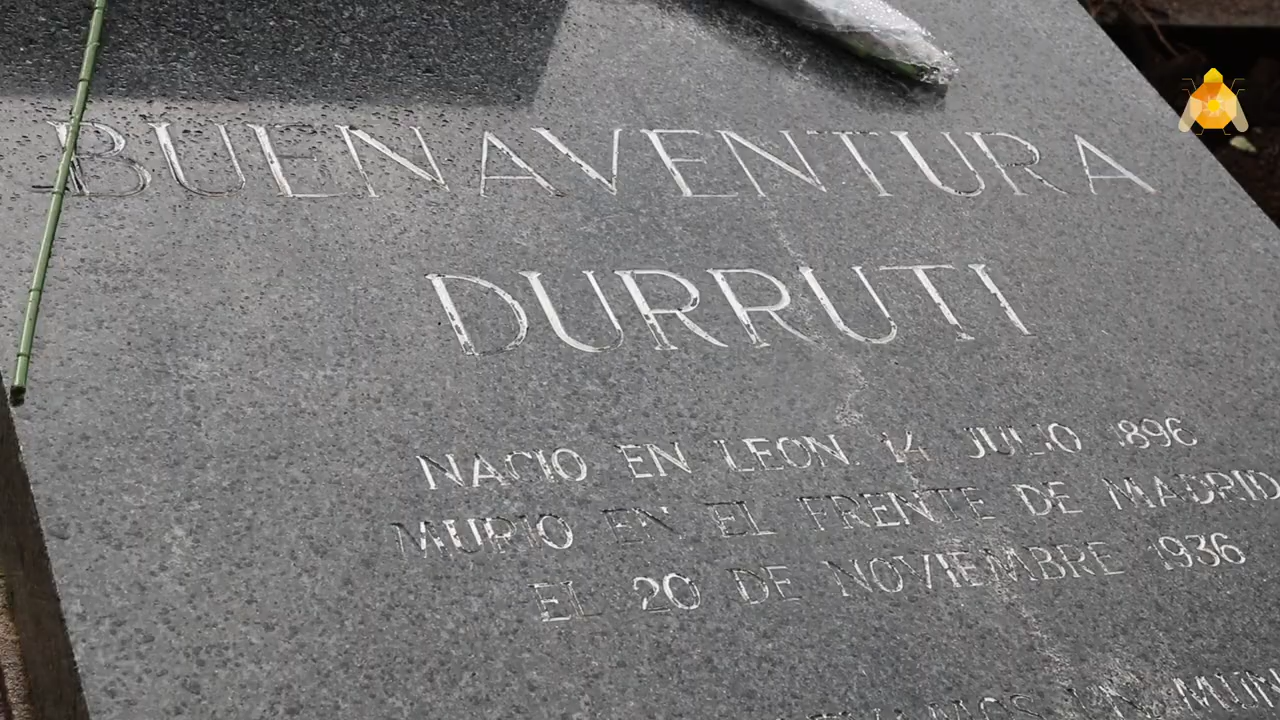 BUENAVENTURA
DURRUTI
NACIO EN LEON. 14 JULIO 1896
MURIO EN EL FRENTE DE MADRID
EL 20 DE NOVIEMBRE 1936
UN